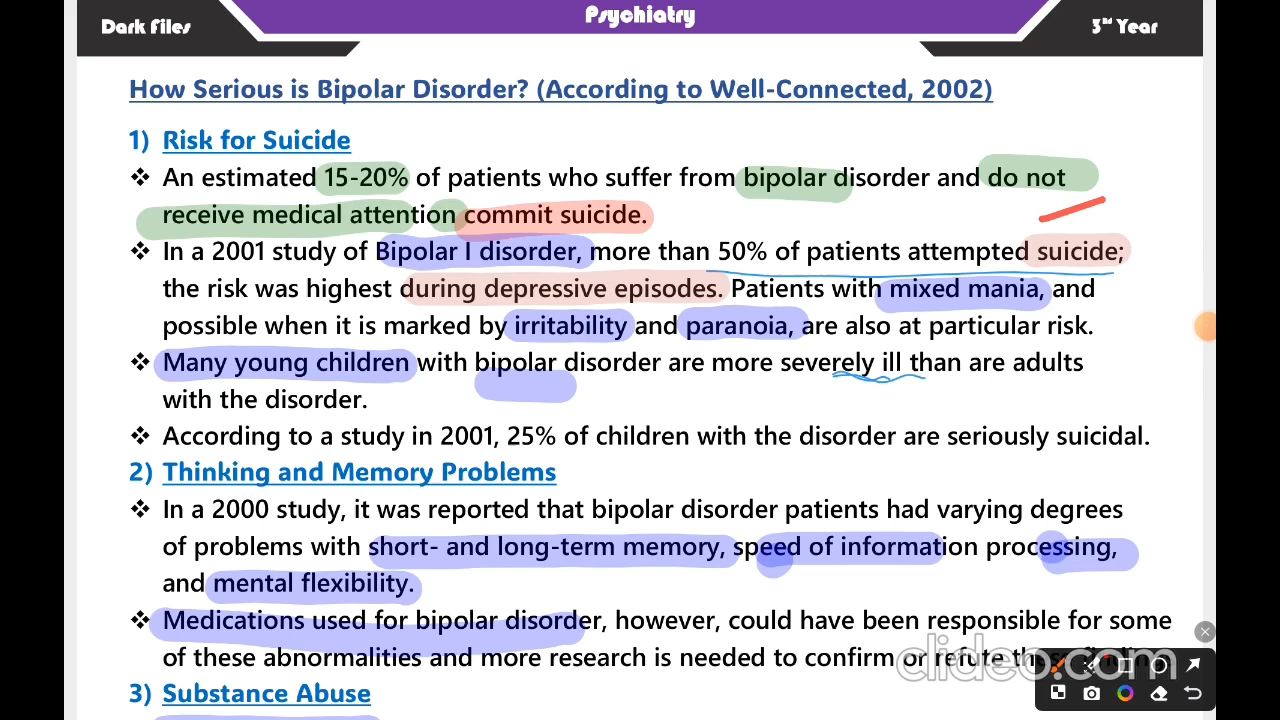 Dark Files
Psychiatry
3rd Year
How Serious is Bipolar Disorder? (According to Well-Connected, 2002)
1) Risk for Suicide
❖ An estimated 15-20% of patients who suffer from bipolar disorder and do not
receive medical attention commit suicide.
❖ In a 2001 study of Bipolar I disorder, more than 50% of patients attempted suicide;
the risk was highest during depressive episodes. Patients with mixed mania, and
possible when it is marked by irritability and paranoia, are also at particular risk.
❖ Many young children with bipolar disorder are more severely ill than are adults
with the disorder.
❖ According to a study in 2001, 25% of children with the disorder are seriously suicidal.
2) Thinking and Memory Problems
❖ In a 2000 study, it was reported that bipolar disorder patients had varying degrees
of problems with short- and long-term memory, speed of information processing,
and mental flexibility.
❖ Medications used for bipolar disorder, however, could have been responsible for some
of these abnormalities and more research is needed to confirm or refute these
clideo.com
3) Substance Abuse